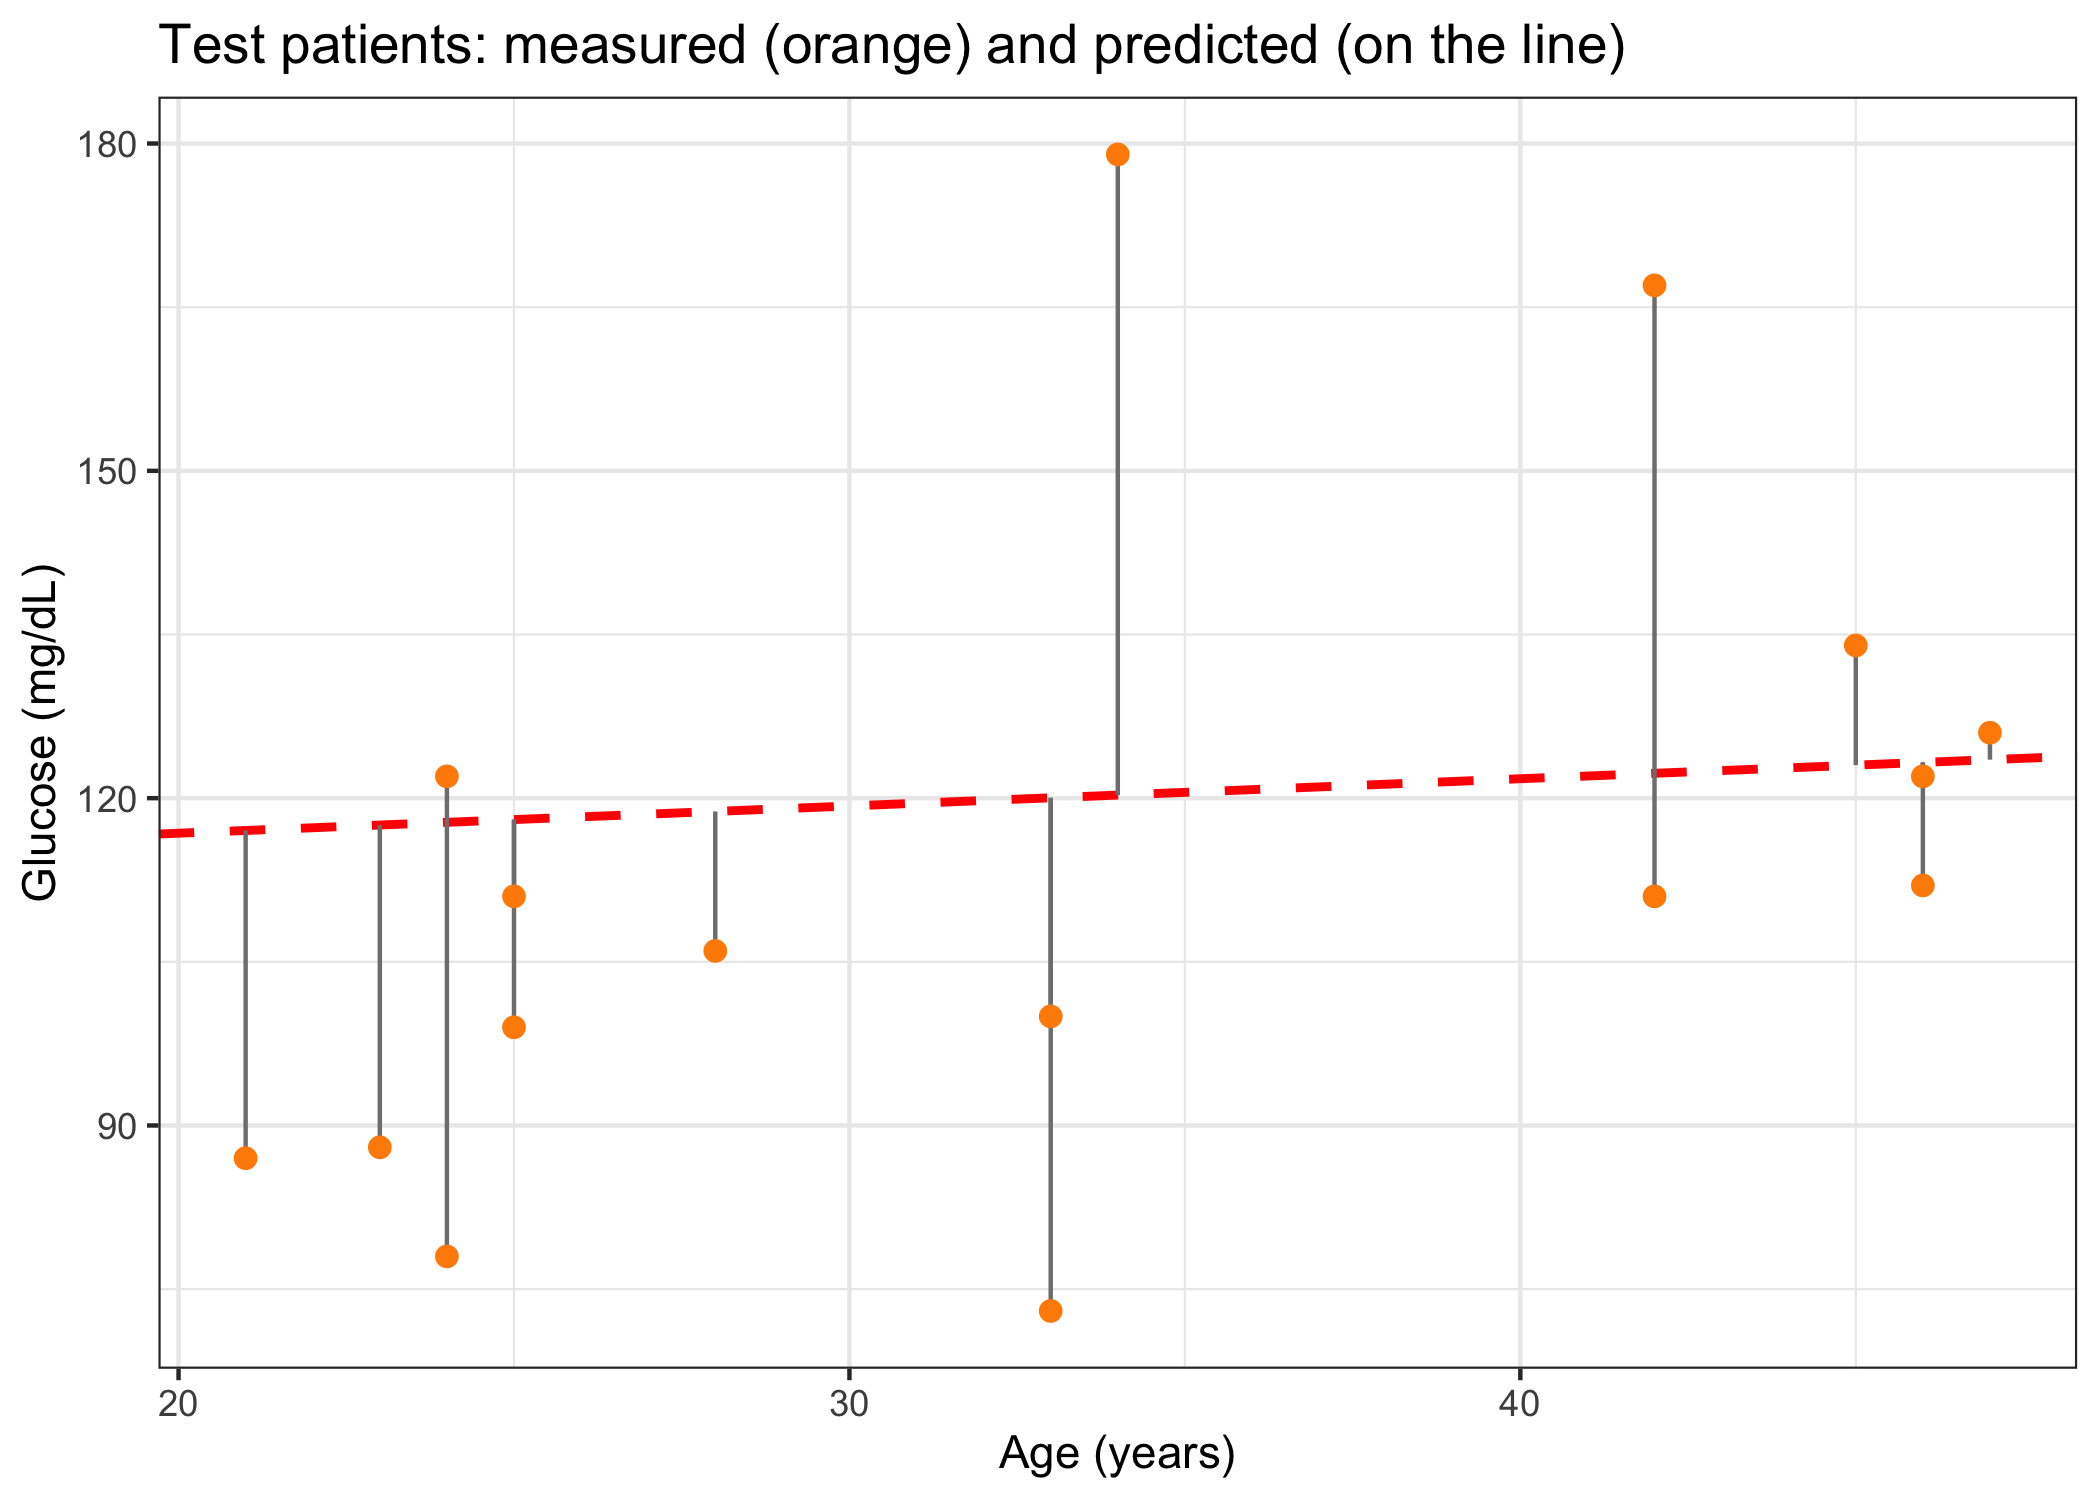 Test patients: measured (orange) and predicted (on the line)
180
150
120
90
Glucose (mg/dL)
20
30
40
Age (years)